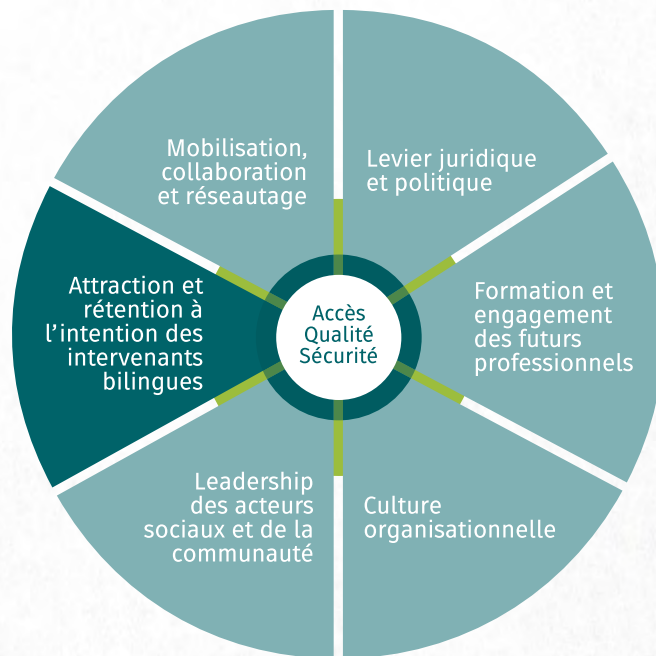 Mobilisation,
collaboration
et réseautage
Levier juridique
et politique
Attraction et
rétention à
l'intention des
intervenants
bilingues
Accès
Qualité
Sécurité
Formation et
engagement
des futurs
professionnels
Leadership
des acteurs
sociaux et de la
communauté
Culture
organisationnelle